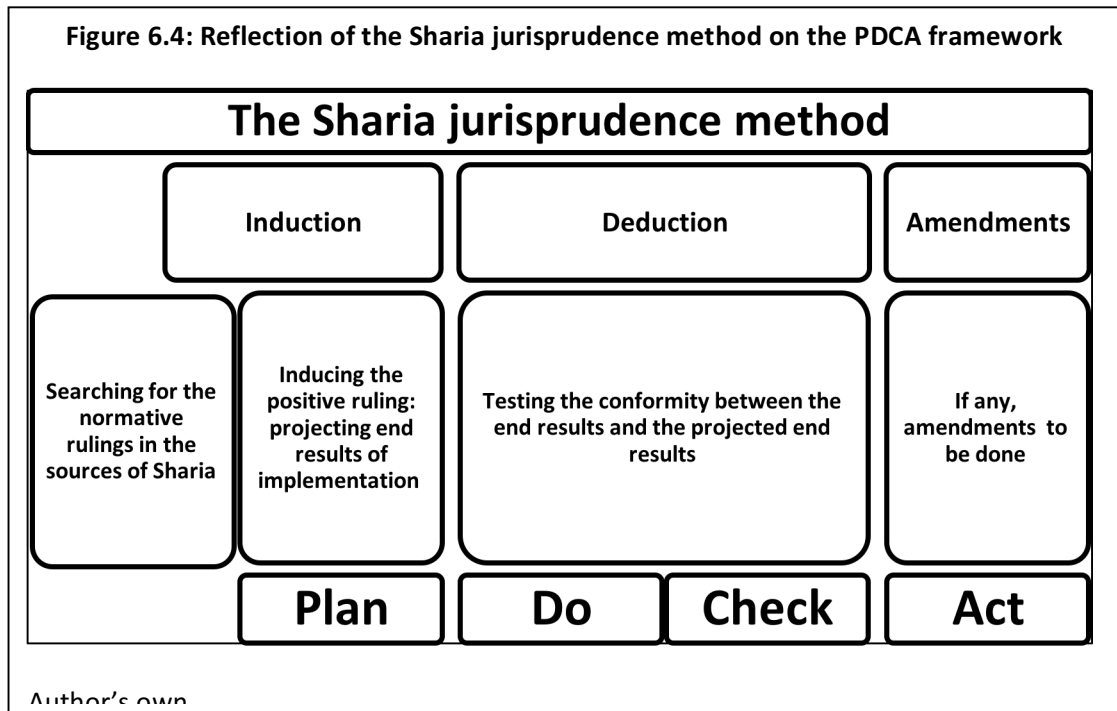 Figure 6.4: Reflection of the Sharia jurisprudence method on the PDCA framework
The Sharia jurisprudence method
Induction
Deduction
Amendments
Searching for the
normative
rulings in the
sources of Sharia
Inducing the
positive ruling:
projecting end
results of
implementation
Testing the conformity between the
end results and the projected end
results
If any,
amendments to
be done
Plan
Do
Check
Act
Author's own